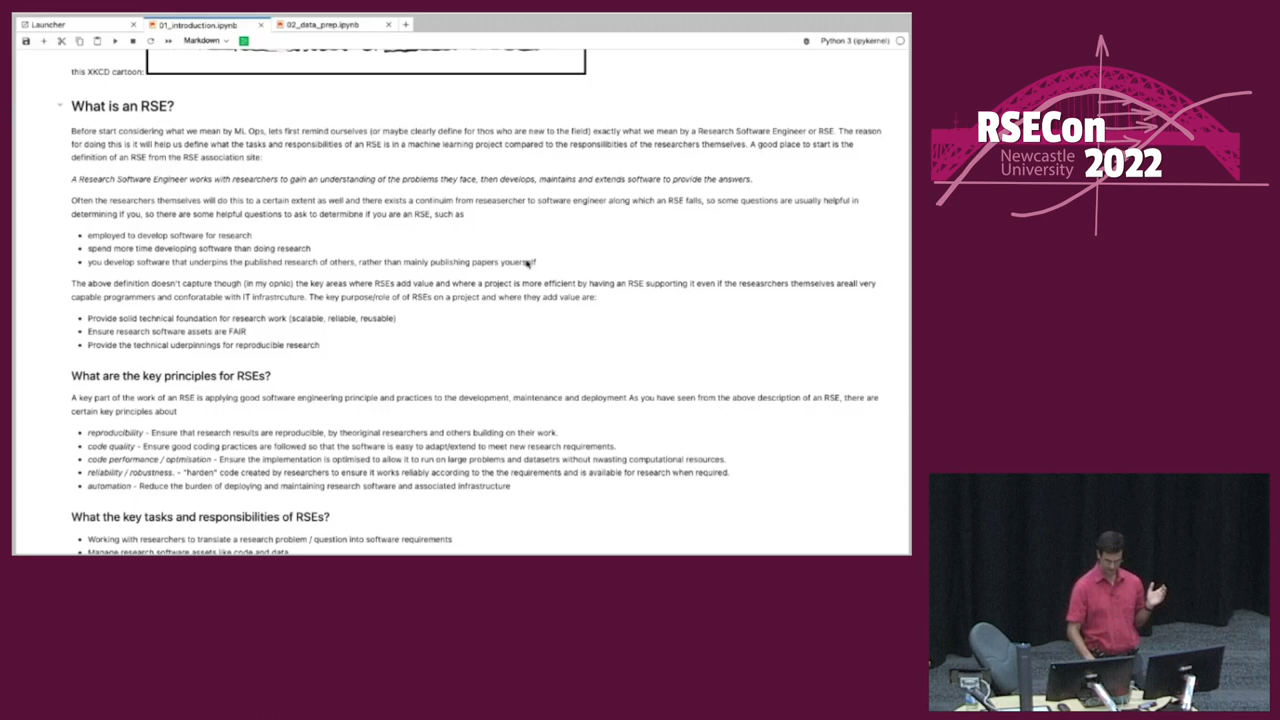 Launcher
01_introduction.ipynb
02_data_prep.ipynb
Markdown
Python 3 (ipykernel)
this XKCD cartoon:
What is an RSE?
Before start considering what we mean by ML Ops, lets first remind ourselves (or maybe clearly define for thos who are new to the field) exactly what we mean by a Research Software Engineer or RSE. The reason
for doing this is it will help us define what the tasks and responsibilities of an RSE is in a machine learning project compared to the responsilibities of the researchers themselves. A good place to start is the
definition of an RSE from the RSE association site:
A Research Software Engineer works with researchers to gain an understanding of the problems they face, then develops, maintains and extends software to provide the answers.
Often the researchers themselves will do this to a certain extent as well and there exists a continuim from reseasercher to software engineer along which an RSE falls, so some questions are usually helpful in
determining if you, so there are some helpful questions to ask to determibne if you are an RSE, such as
employed to develop software for research
spend more time developing software than doing research
you develop software that underpins the published research of others, rather than mainly publishing papers
The above definition doesn't capture though (in my opnio) the key areas where RSEs add value and where a project is more efficient by having an RSE supporting it even if the reseasrchers themselves areall very
capable programmers and conforatable with IT infrastrcuture. The key purpose/role of of RSEs on a project and where they add value are:
Provide solid technical foundation for research work (scalable, reliable, reusable)
Ensure research software assets are FAIR
Provide the technical uderpinnings for reproducible research
What are the key principles for RSEs?
A key part of the work of an RSE is applying good software engineering principle and practices to the development, maintenance and deployment As you have seen from the above description of an RSE, there are
certain key principles about
reproducibility - Ensure that research results are reproducible, by theoriginal researchers and others building on their work.
code quality - Ensure good coding practices are followed so that the software is easy to adapt/extend to meet new research requirements.
code performance / optimisation - Ensure the implementation is optimised to allow it to run on large problems and datasetrs without nwasting computational resources.
reliability / robustness. - "harden" code created by researchers to ensure it works reliably according to the the requirements and is available for research when required.
automation - Reduce the burden of deploying and maintaining research software and associated infrastructure
What the key tasks and responsibilities of RSEs?
Working with researchers to translate a research problem / question into software requirements
Manage research software assets like code and data
RSECon
Newcastle
University 2022